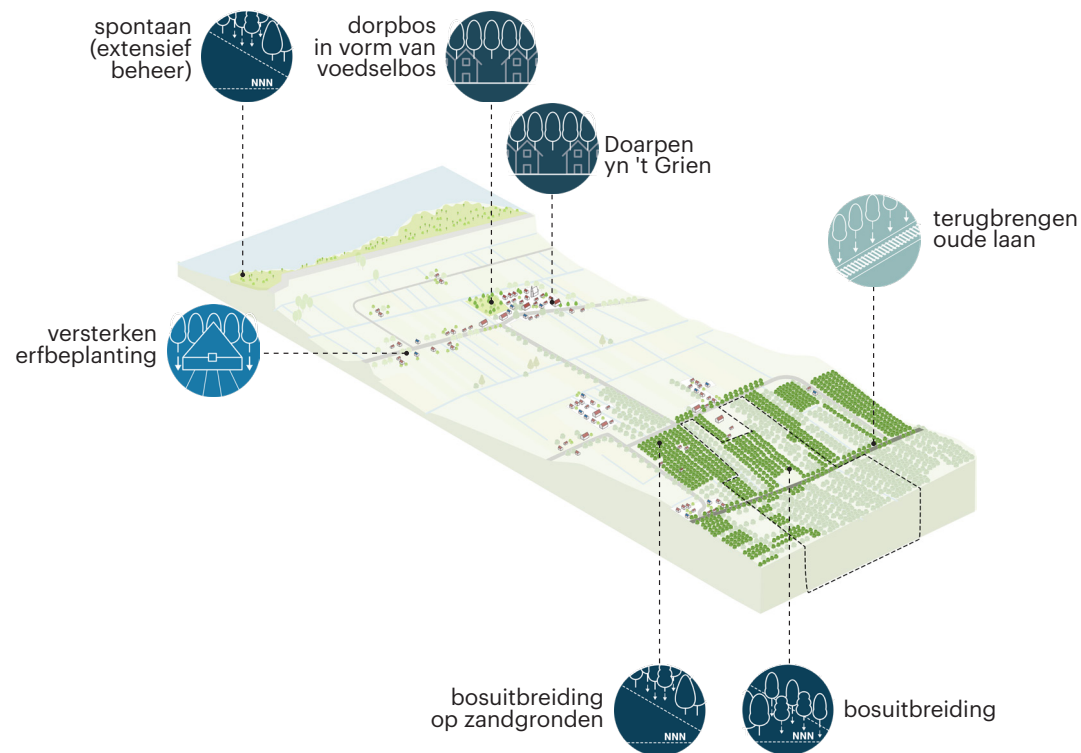 spontaan
(extensief
beheer)
NNN
dorpbos
in vorm van
voedselbos
Doarpen
yn 't Grien
terugbrengen
oude laan
versterken
erfbeplanting
bosuitbreiding
op zandgronden
NNN
bosuitbreiding
NNN